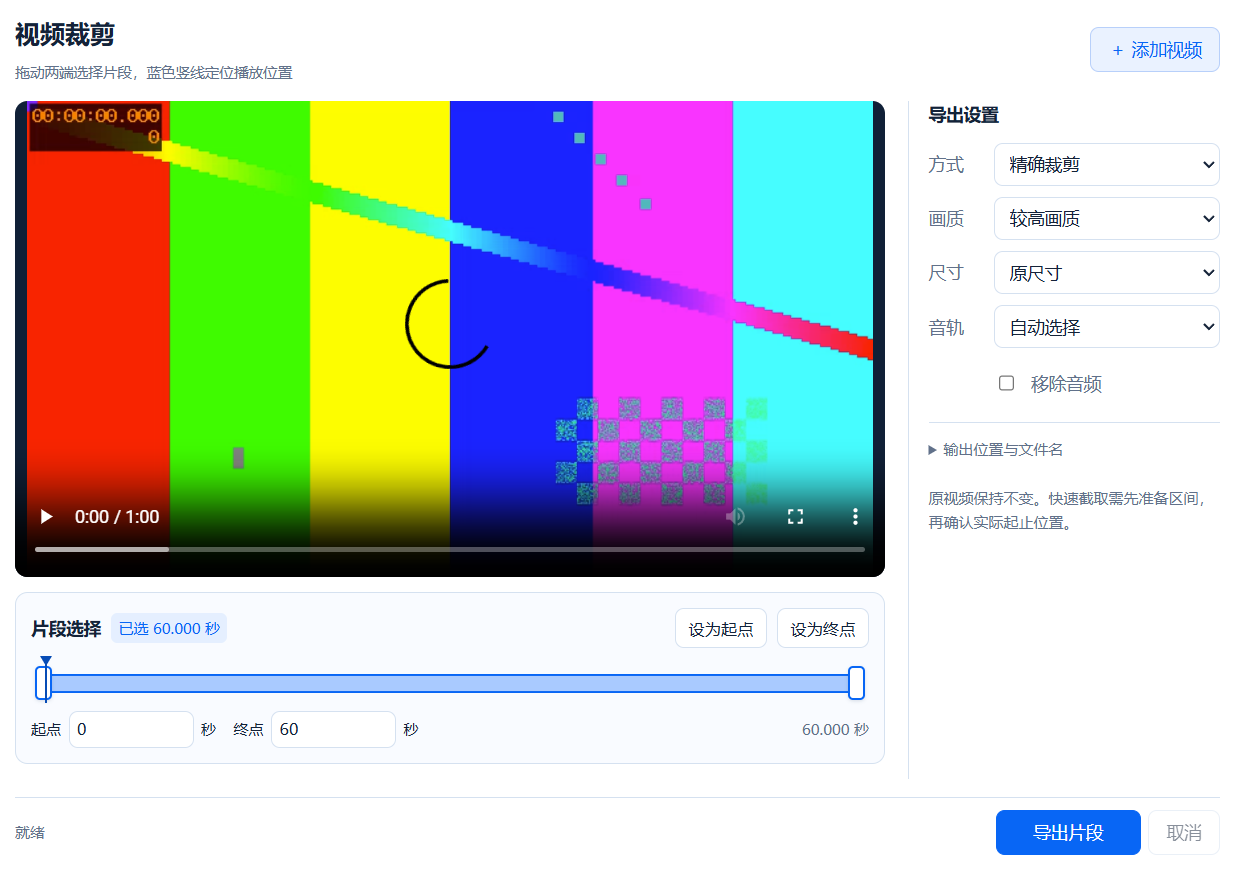 视频裁剪
拖动两端选择片段，蓝色竖线定位播放位置
+ 添加视频
00:00:00.000
0
0:00 / 1:00
导出设置
方式 精确裁剪
画质 较高画质
尺寸 原尺寸
音轨 自动选择
移除音频
▶ 输出位置与文件名
原视频保持不变。快速截取需先准备区间，
再确认实际起止位置。
片段选择 已选 60.000 秒 设为起点 设为终点
起点 0 秒 终点 60 秒 60.000 秒
就绪 导出片段 取消